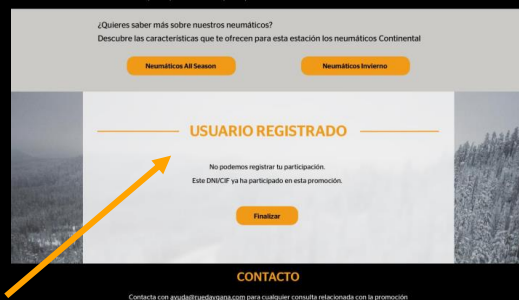 ¿Quieres saber más sobre nuestros neumáticos?
Descubre las características que te ofrecen para esta estación los neumáticos Continental
Neumáticos All Season
Neumáticos Invierno
USUARIO REGISTRADO
No podemos registrar tu participación.
Este DNI/CIF ya ha participado en esta promoción.
Finalizar
CONTACTO
Contacta con ayuda@ruedaygana.com para cualquier consulta relacionada con la promoción